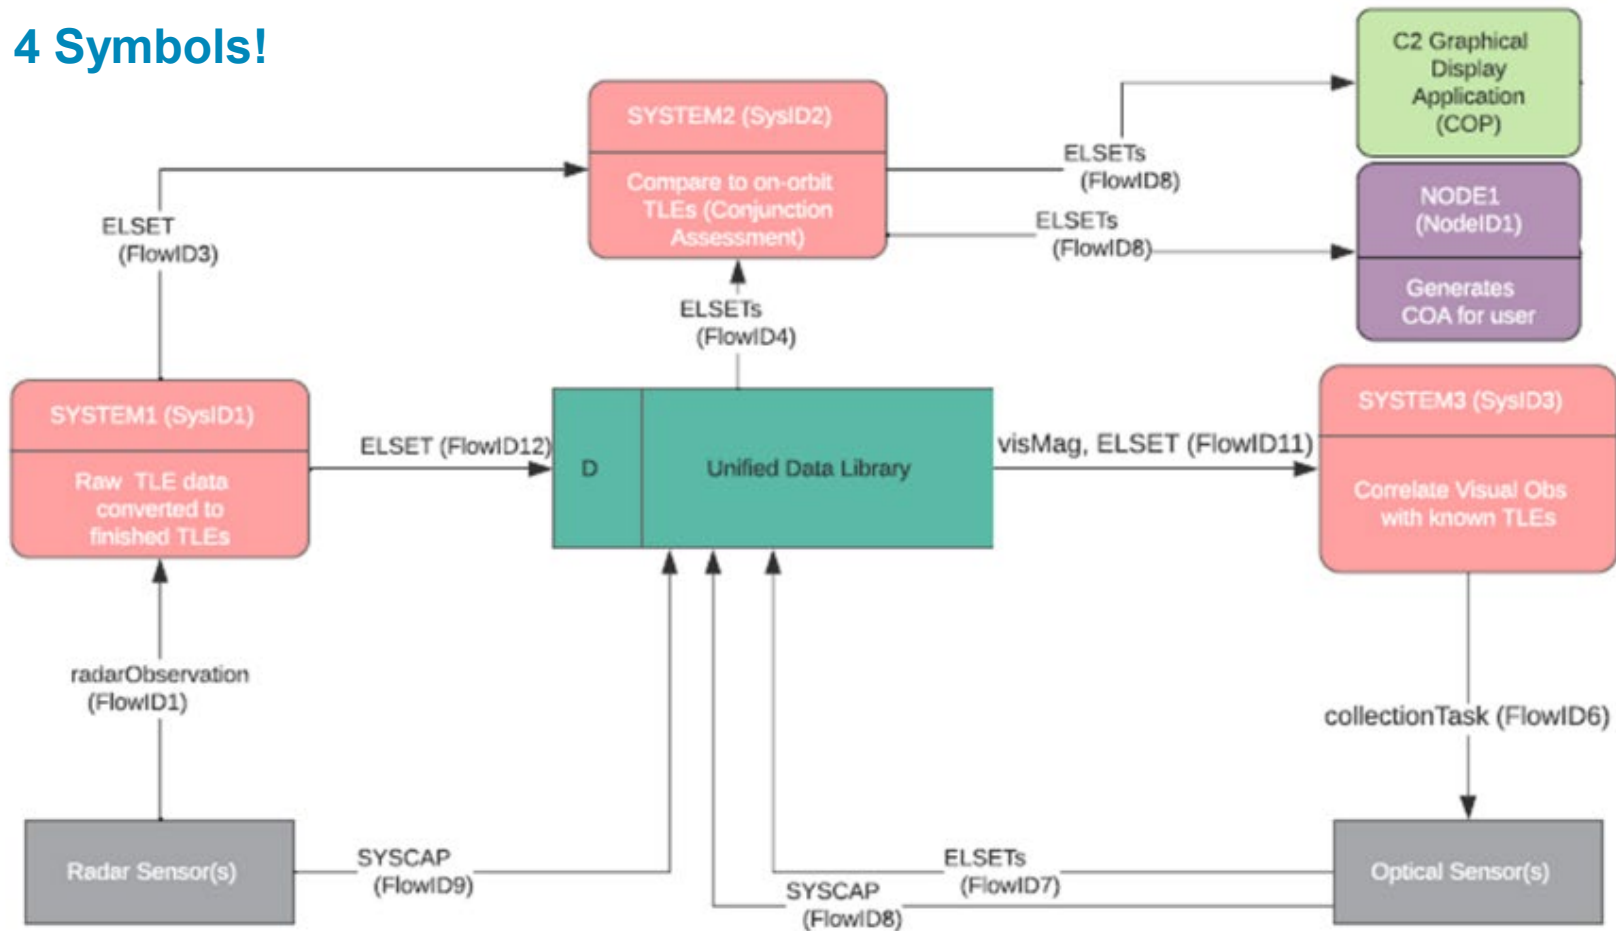 4 Symbols!
C2 Graphical
Display
Application
(COP)
SYSTEM2 (SysID2)
Compare to on-orbit
TLEs (Conjunction
Assessment)
ELSETs
(FlowID8)
NODE1
(NodeID1)
Generates
COA for user
ELSETs
(FlowID8)
ELSET
(FlowID3)
ELSETs
(FlowID4)
SYSTEM1 (SysID1)
Raw TLE data
converted to
finished TLEs
ELSET (FlowID12)
D
Unified Data Library
visMag, ELSET (FlowID11)
SYSTEM3 (SysID3)
Correlate Visual Obs
with known TLEs
radarObservation
(FlowID1)
collectionTask (FlowID6)
Radar Sensor(s)
SYSCAP
(FlowID9)
ELSETs
(FlowID7)
SYSCAP
(FlowID8)
Optical Sensor(s)